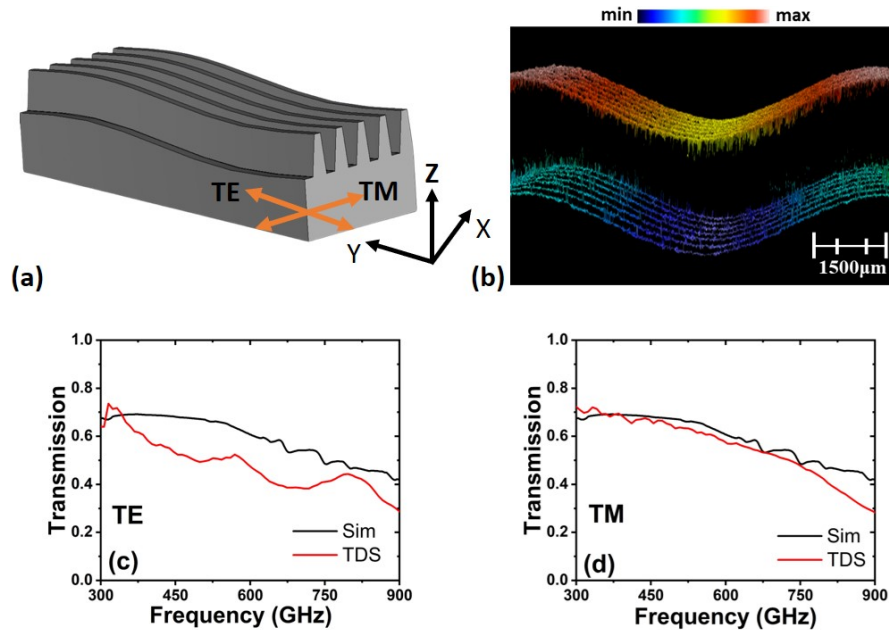 min max
TE TM
Z
X
Y
(a)
(b)
1500μm
1.0
0.8
0.6
0.4
0.2
0.0
Transmission
TE
Sim
TDS
(c)
300 450 600 750 900
Frequency (GHz)
1.0
0.8
0.6
0.4
0.2
0.0
Transmission
TM
Sim
TDS
(d)
300 450 600 750 900
Frequency (GHz)